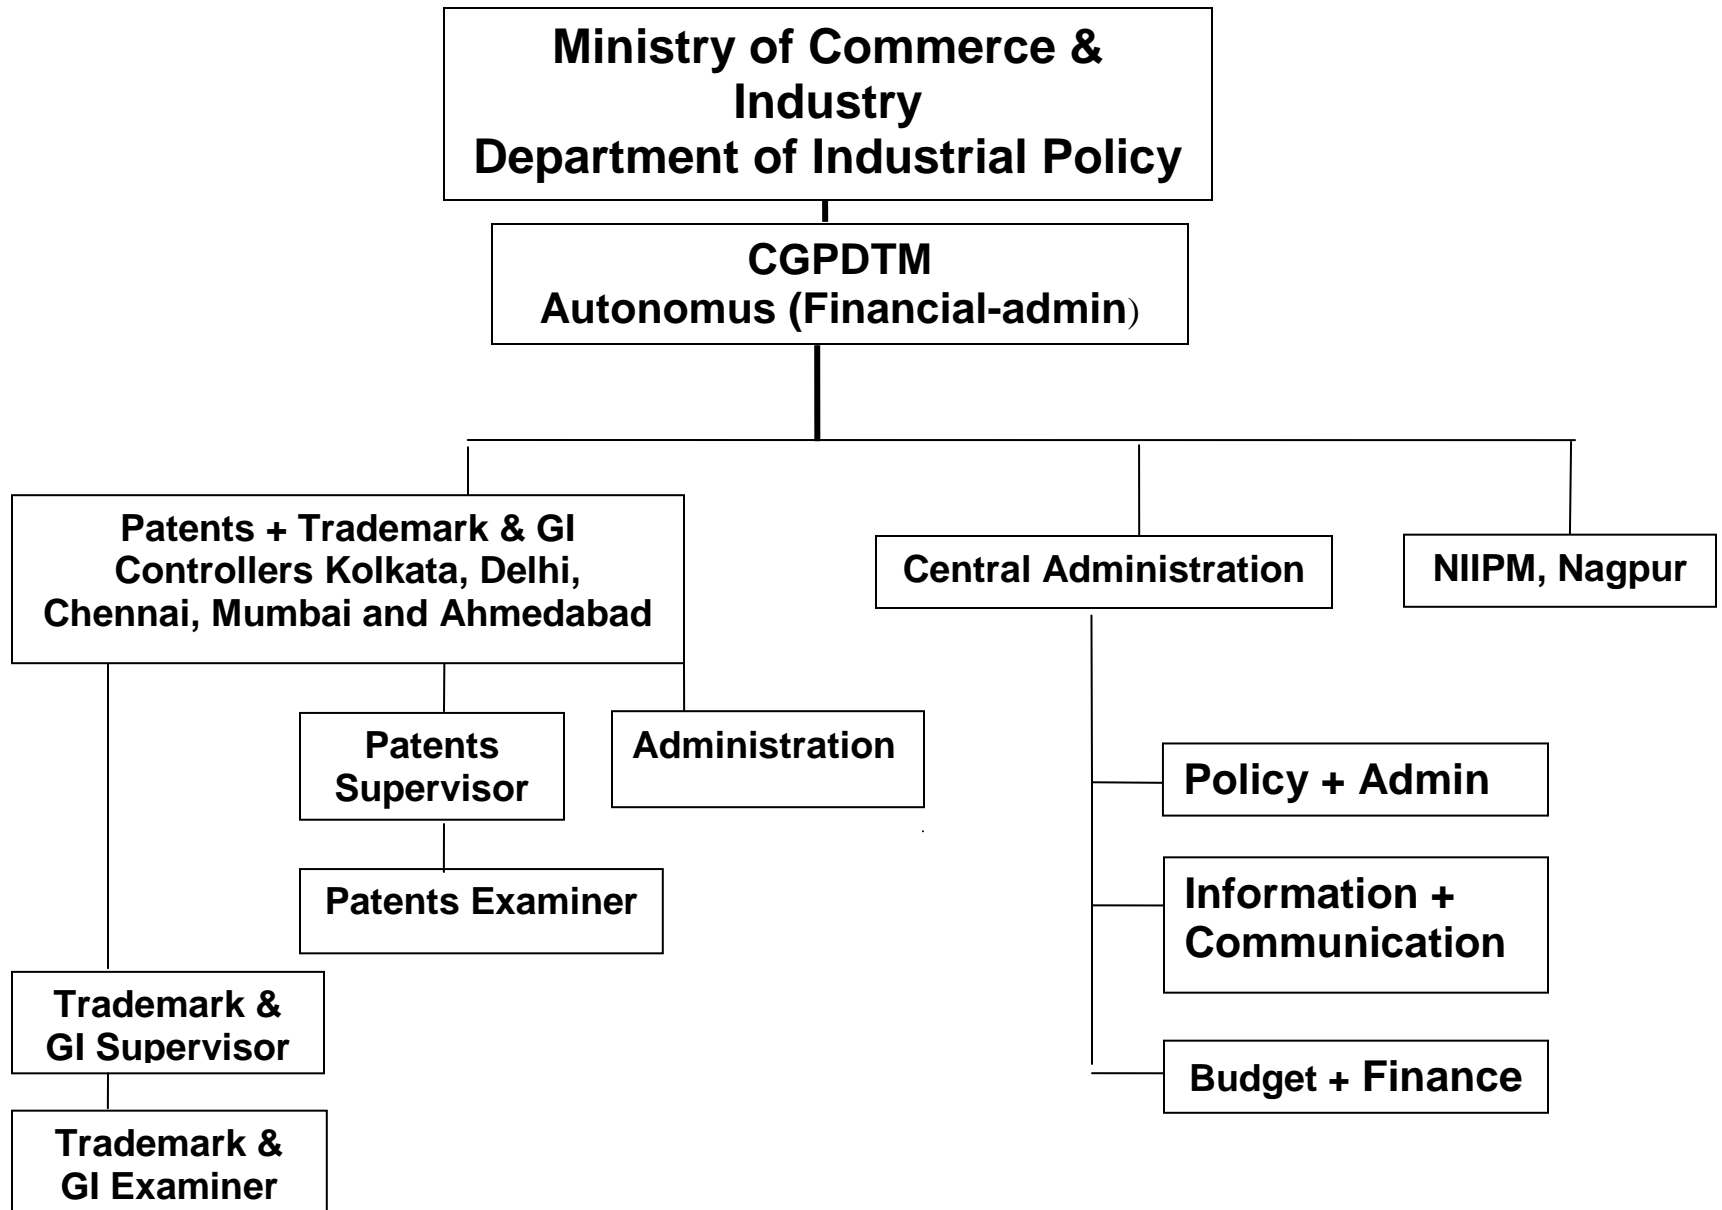 Ministry of Commerce &
Industry
Department of Industrial Policy
CGPDTM
Autonomus (Financial-admin)
Patents + Trademark & GI
Controllers Kolkata, Delhi,
Chennai, Mumbai and Ahmedabad
Central Administration
NIIPM, Nagpur
Patents
Supervisor
Administration
Policy + Admin
Patents Examiner
Information +
Communication
Trademark &
GI Supervisor
Budget + Finance
Trademark &
GI Examiner